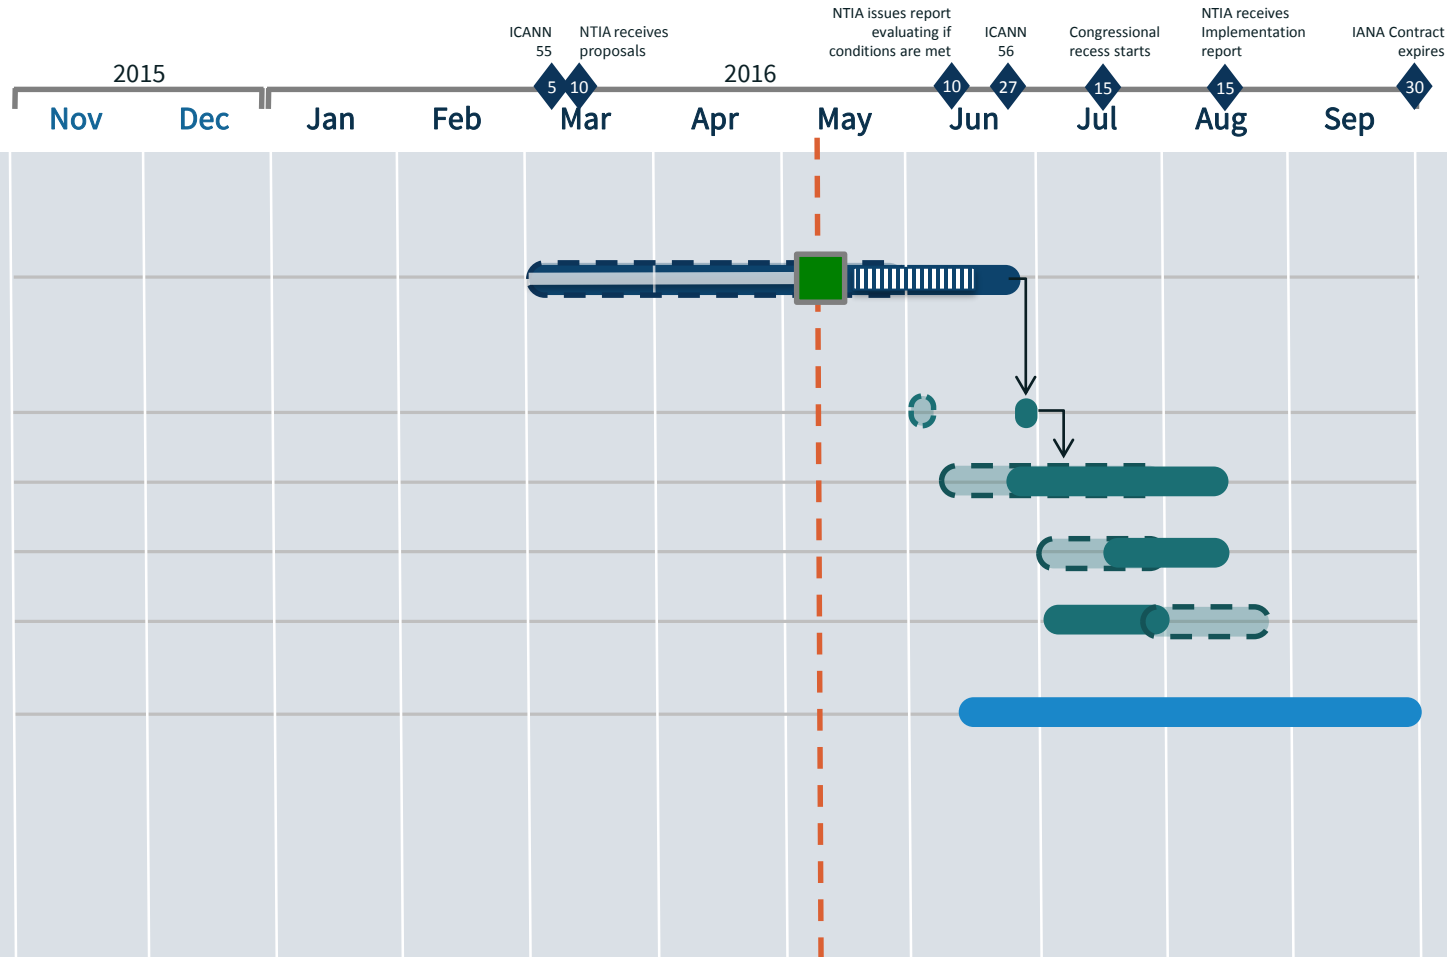 NTIA issues report
evaluating if
conditions are met
NTIA receives
Implementation
report
ICANN
55
NTIA receives
proposals
ICANN
56
Congressional
recess starts
IANA Contract
expires
2015
2016
5
10
10
27
15
15
30
Nov
Dec
Jan
Feb
Mar
Apr
May
Jun
Jul
Aug
Sep